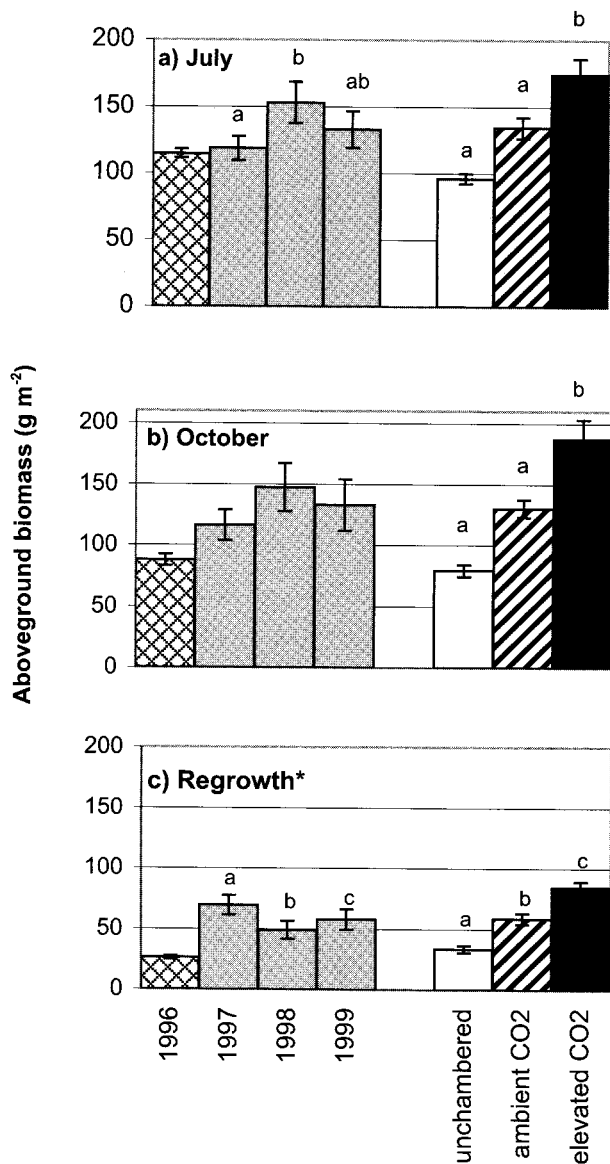 Aboveground biomass (g m-2)
a) July
200
150
100
50
0
a
b
ab
a
a
b
b) October
200
150
100
50
0
a
a
b
c) Regrowth*
200
150
100
50
0
a
b
c
a
b
c
1996
1997
1998
1999
unchambered
ambient CO2
elevated CO2